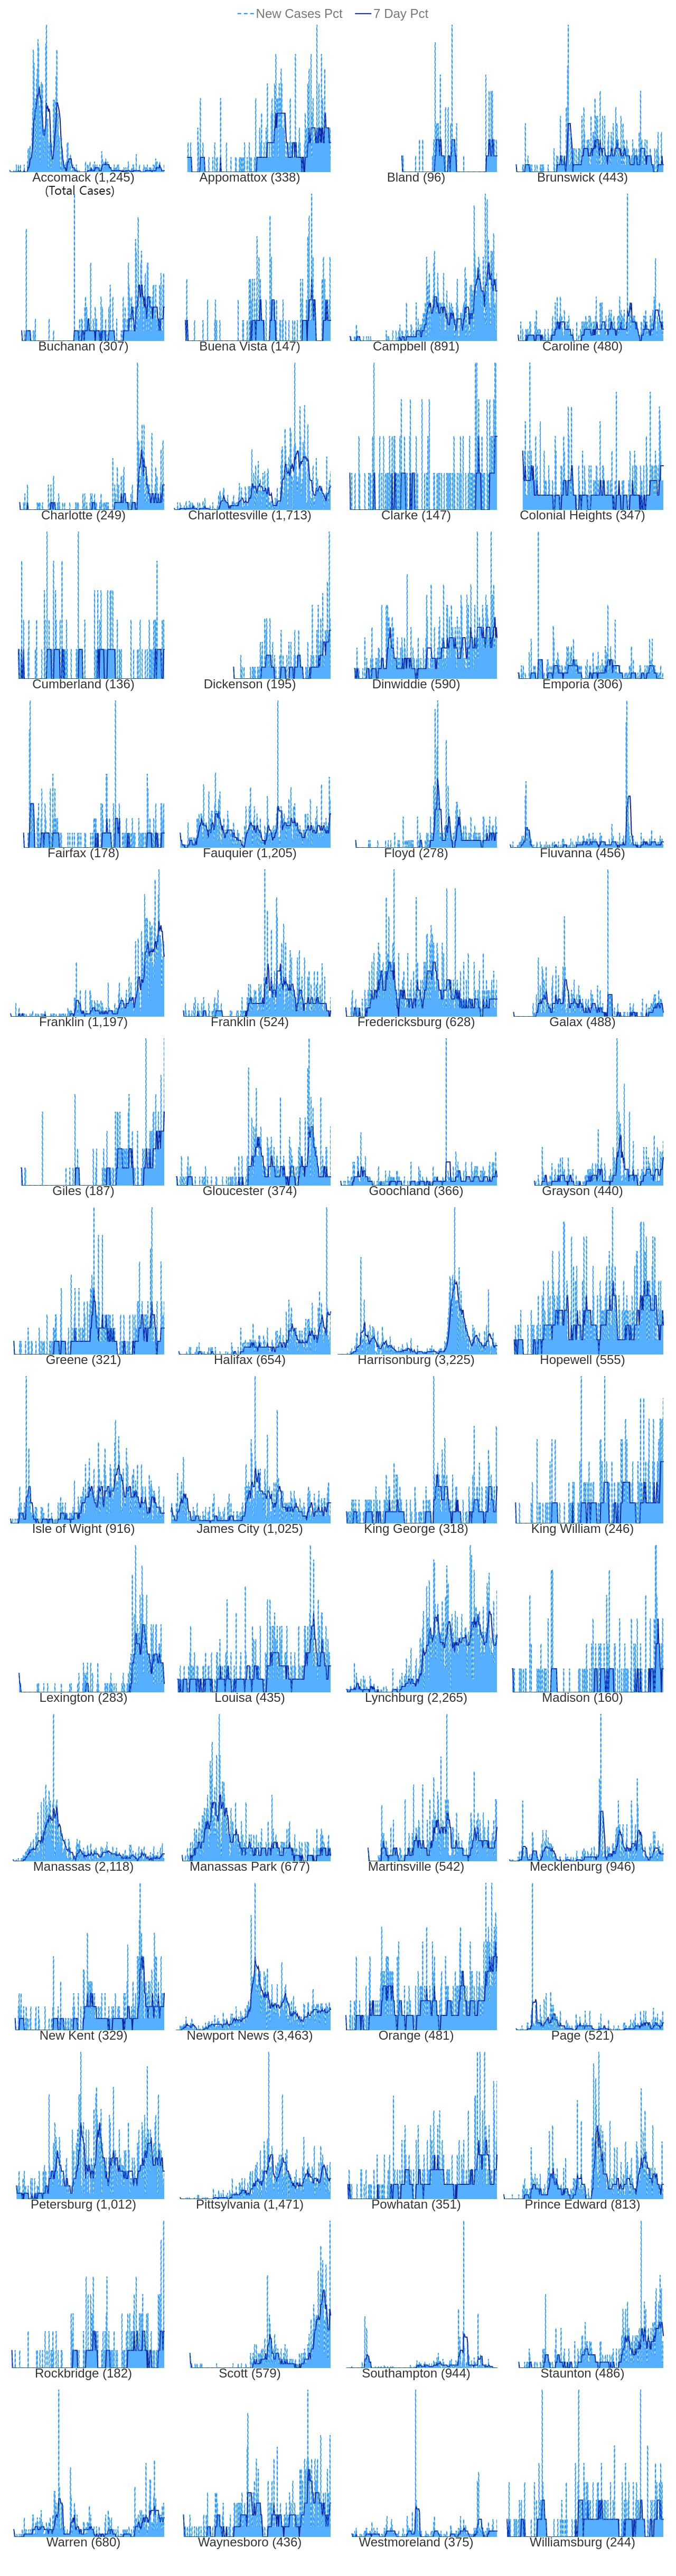 New Cases Pct 7 Day Pct
Accomack (1,245) Appomattox (338) Bland (96) Brunswick (443)
(Total Cases)
Buchanan (307) Buena Vista (147) Campbell (891) Caroline (480)
Charlotte (249) Charlottesville (1,713) Clarke (147) Colonial Heights (347)
Cumberland (136) Dickenson (195) Dinwiddie (590) Emporia (306)
Fairfax (178) Fauquier (1,205) Floyd (278) Fluvanna (456)
Franklin (1,197) Franklin (524) Fredericksburg (628) Galax (488)
Giles (187) Gloucester (374) Goochland (366) Grayson (440)
Greene (321) Halifax (654) Harrisonburg (3,225) Hopewell (555)
Isle of Wight (916) James City (1,025) King George (318) King William (246)
Lexington (283) Louisa (435) Lynchburg (2,265) Madison (160)
Manassas (2,118) Manassas Park (677) Martinsville (542) Mecklenburg (946)
New Kent (329) Newport News (3,463) Orange (481) Page (521)
Petersburg (1,012) Pittsylvania (1,471) Powhatan (351) Prince Edward (813)
Rockbridge (182) Scott (579) Southampton (944) Staunton (486)
Warren (680) Waynesboro (436) Westmoreland (375) Williamsburg (244)